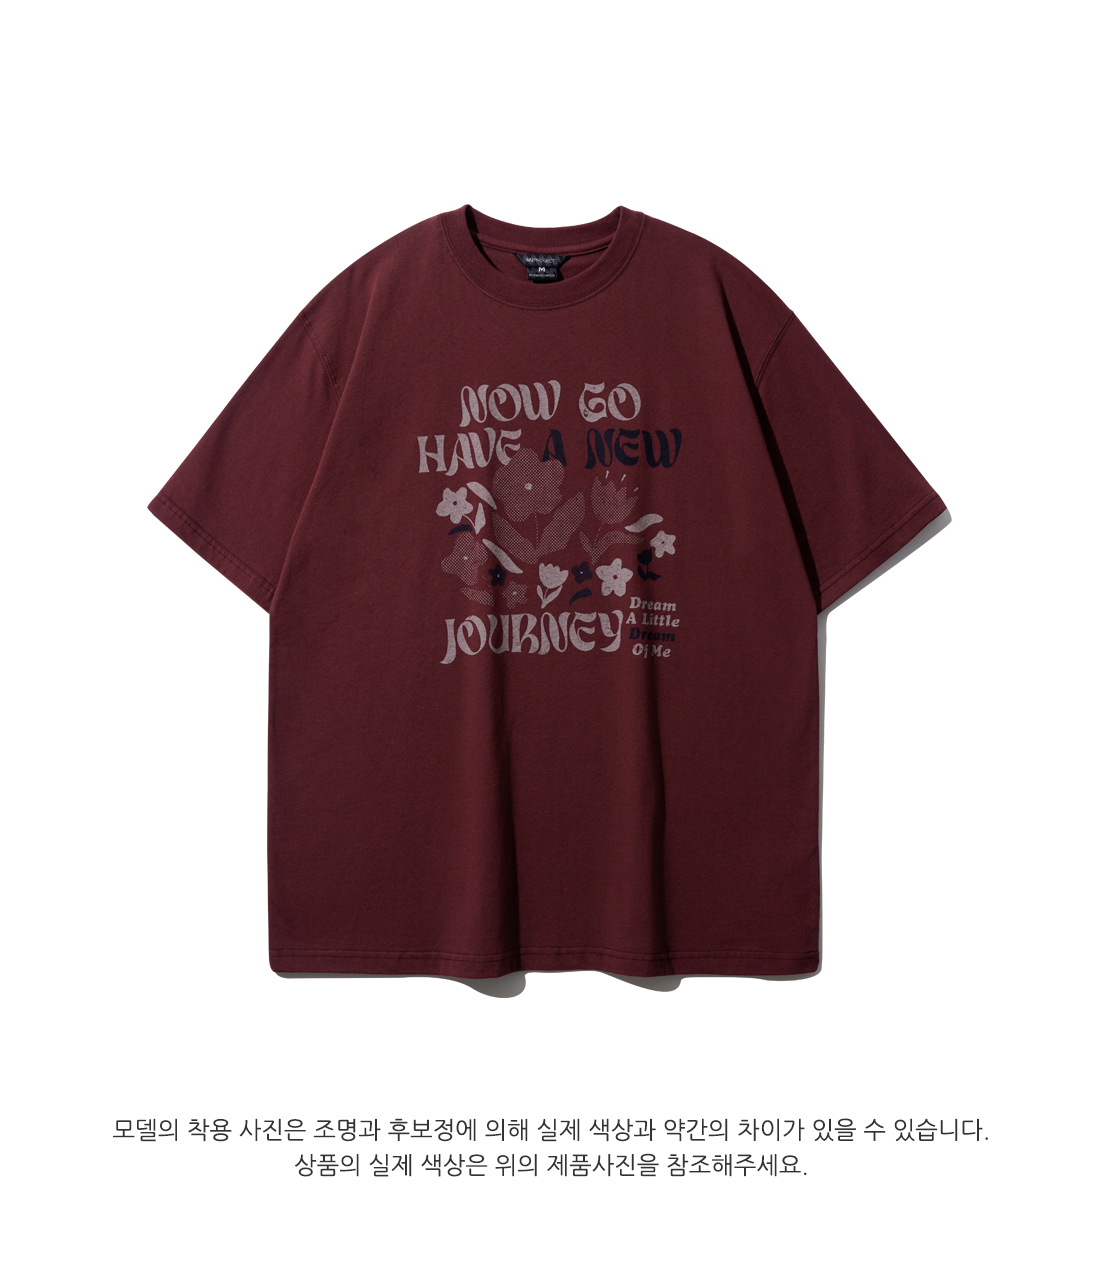 M
NOW GO
HAVE A NEW
JOURNEY
Dream
A Little
Dream
Of Me
모델의 착용 사진은 조명과 후보정에 의해 실제 색상과 약간의 차이가 있을 수 있습니다.
상품의 실제 색상은 위의 제품사진을 참조해주세요.